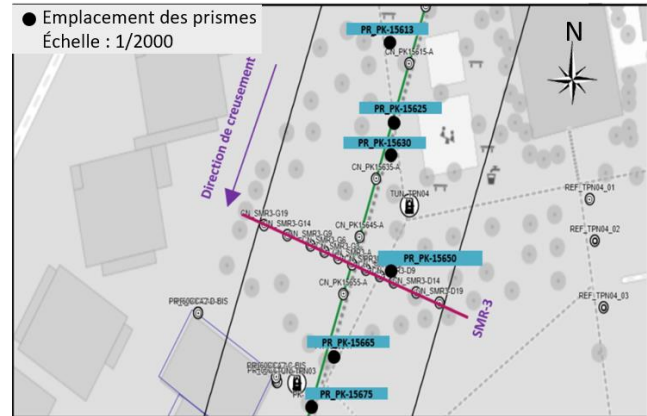 Emplacement des prismes
Échelle : 1/2000
N
PR_PK-15613
CN_PK15615-A
PR_PK-15625
PR_PK-15630
CN_PK15635-A
TUN_TPN04
REF_TPN04_01
Direction de creusement
CN_SMR3-G19
CN_SMR3-G14
CN_PK15645-A
REF_TPN04_02
PR_PK-15650
CN_SMR3-D14
CN_SMR3-D19
CN_PK15655-A
REF_TPN04_03
SMR-3
PR_PK-15665
PR_PK-15675